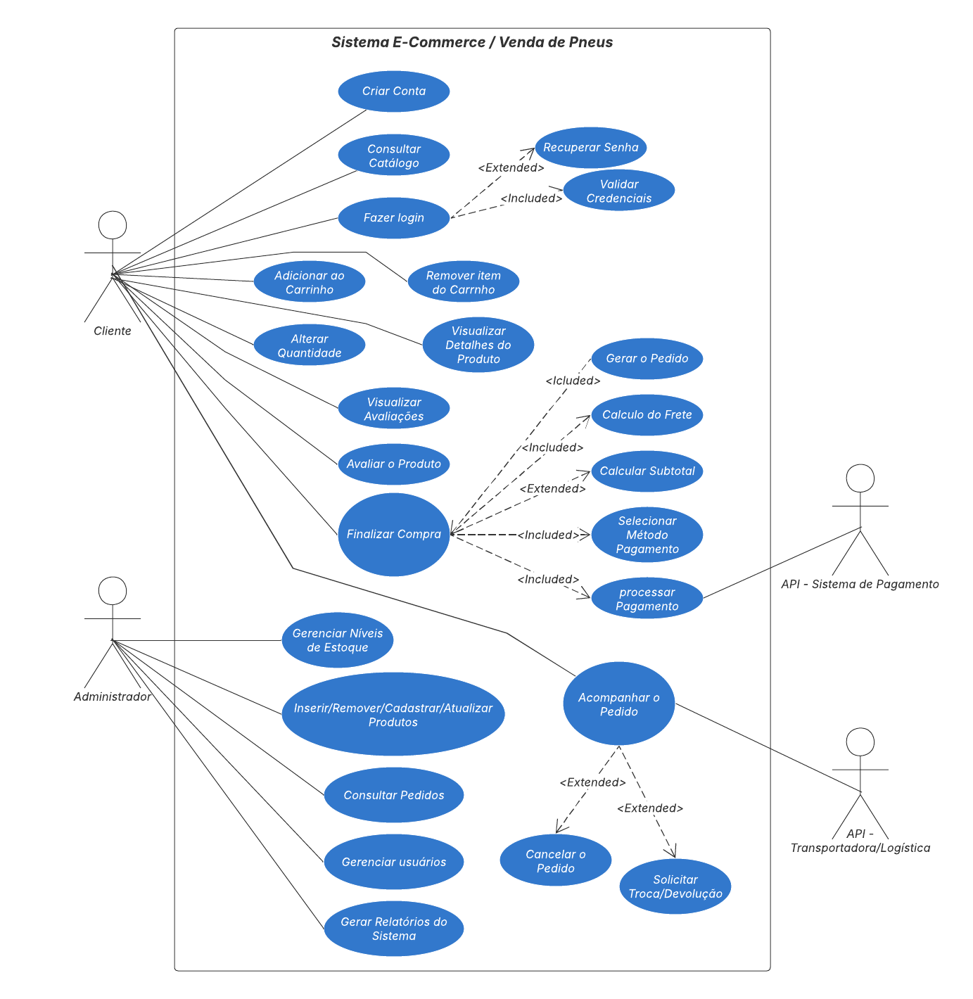 Sistema E-Commerce / Venda de Pneus
Criar Conta
Consultar
Catálogo
Recuperar Senha
<Extended>
Validar
Credenciais
<Included>
Fazer login
Adicionar ao
Carrinho
Remover item
do Carrnho
Cliente
Alterar
Quantidade
Visualizar
Detalhes do
Produto
Gerar o Pedido
<Icluded>
Visualizar
Avaliações
Calculo do Frete
<Included>
Avaliar o Produto
Calcular Subtotal
<Extended>
Finalizar Compra
<Included>
Selecionar
Método
Pagamento
<Included>
processar
Pagamento
API - Sistema de Pagamento
Gerenciar Níveis
de Estoque
Administrador
Inserir/Remover/Cadastrar/Atualizar
Produtos
Acompanhar o
Pedido
<Extended>
<Extended>
Consultar Pedidos
API -
Transportadora/Logística
Gerenciar usuários
Cancelar o
Pedido
Solicitar
Troca/Devolução
Gerar Relatórios do
Sistema